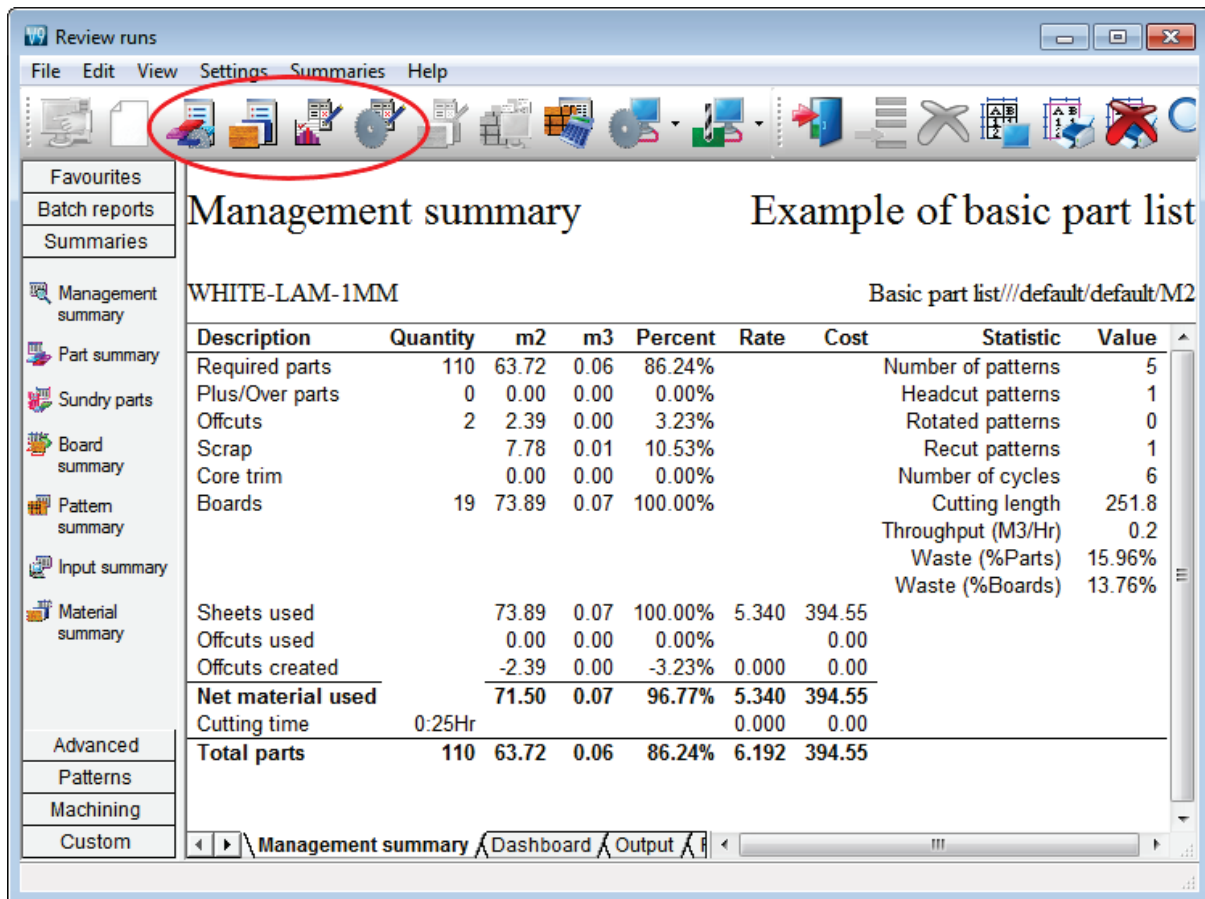 V9 Review runs
File Edit View Settings Summaries Help
Favourites
Batch reports
Summaries
Management summary
Part summary
Sundry parts
Board summary
Pattern summary
Input summary
Material summary
Advanced
Patterns
Machining
Custom
Management summary Example of basic part list
WHITE-LAM-1MM Basic part list///default/default/M2
Description Quantity m2 m3 Percent Rate Cost Statistic Value
Required parts 110 63.72 0.06 86.24% Number of patterns 5
Plus/Over parts 0 0.00 0.00 0.00% Headcut patterns 1
Offcuts 2 2.39 0.00 3.23% Rotated patterns 0
Scrap 7.78 0.01 10.53% Recut patterns 1
Core trim 0.00 0.00 0.00% Number of cycles 6
Boards 19 73.89 0.07 100.00% Cutting length 251.8
Throughput (M3/Hr) 0.2
Waste (%Parts) 15.96%
Waste (%Boards) 13.76%
Sheets used 73.89 0.07 100.00% 5.340 394.55
Offcuts used 0.00 0.00 0.00% 0.00
Offcuts created -2.39 0.00 -3.23% 0.000 0.00
Net material used 71.50 0.07 96.77% 5.340 394.55
Cutting time 0:25Hr 0.000 0.00
Total parts 110 63.72 0.06 86.24% 6.192 394.55
Management summary Dashboard Output